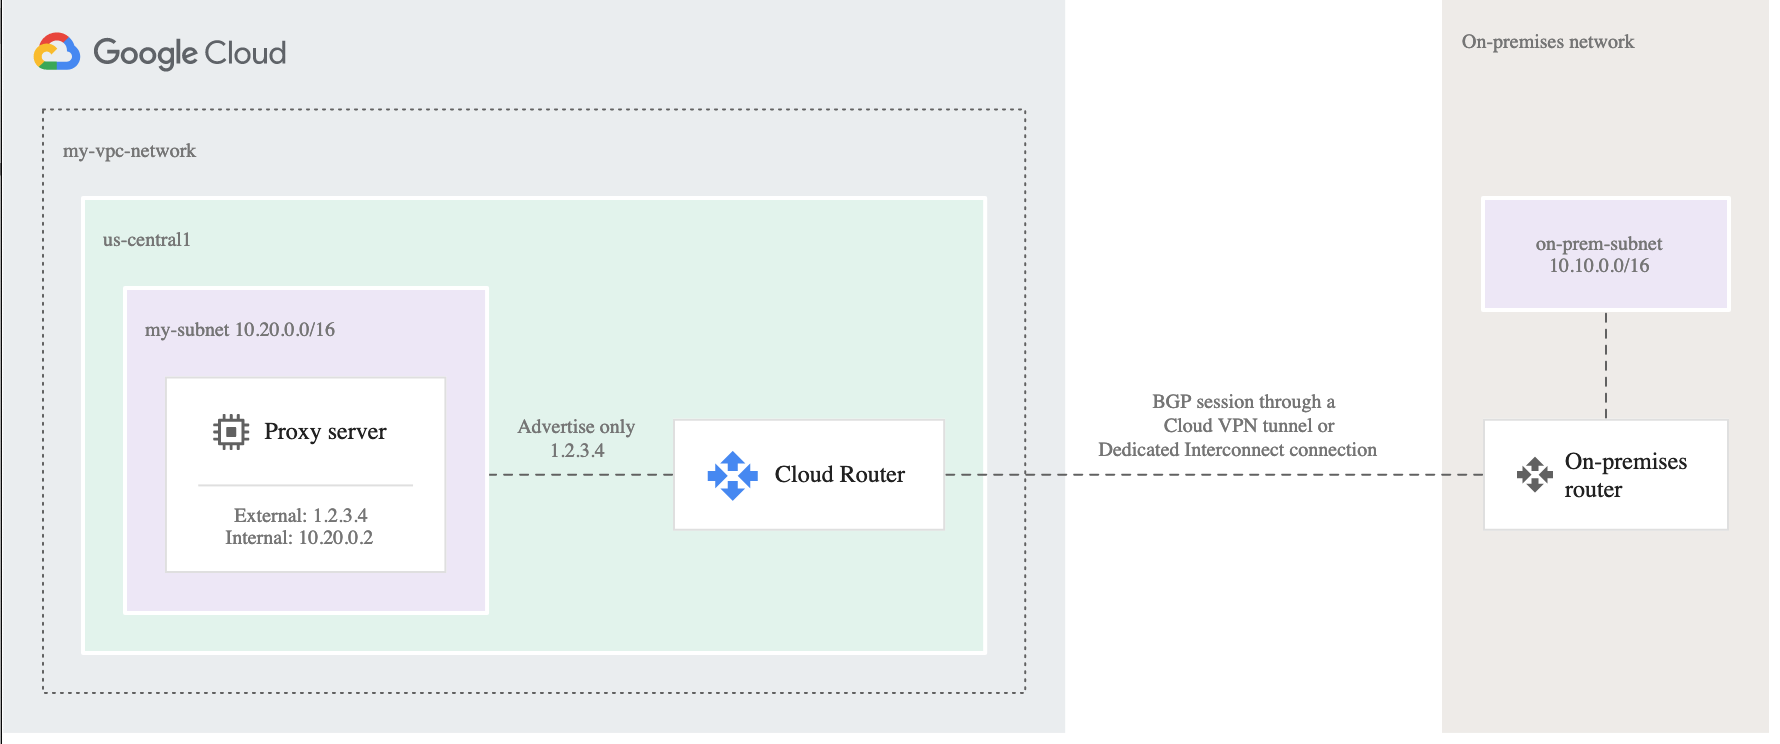 Google Cloud
On-premises network
my-vpc-network
us-central1
on-prem-subnet
10.10.0.0/16
my-subnet 10.20.0.0/16
Proxy server
External: 1.2.3.4
Internal: 10.20.0.2
Advertise only
1.2.3.4
Cloud Router
BGP session through a
Cloud VPN tunnel or
Dedicated Interconnect connection
On-premises
router